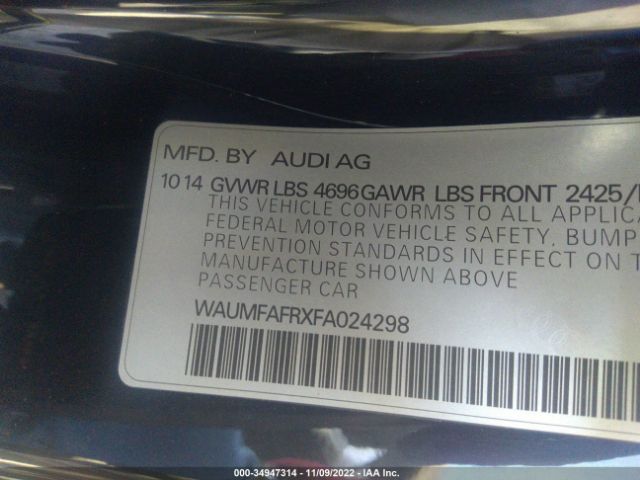 MFD. BY AUDI AG
10 14 GVWR LBS 4696 GAWR LBS FRONT 2425/
THIS VEHICLE CONFORMS TO ALL
FEDERAL MOTOR VEHICLE SAFETY,
PREVENTION STANDARDS IN EFFECT ON
MANUFACTURE SHOWN ABOVE
PASSENGER CAR
WAUMFAFRXFA024298
000-34947314 - 11/09/2022 - IAA Inc.